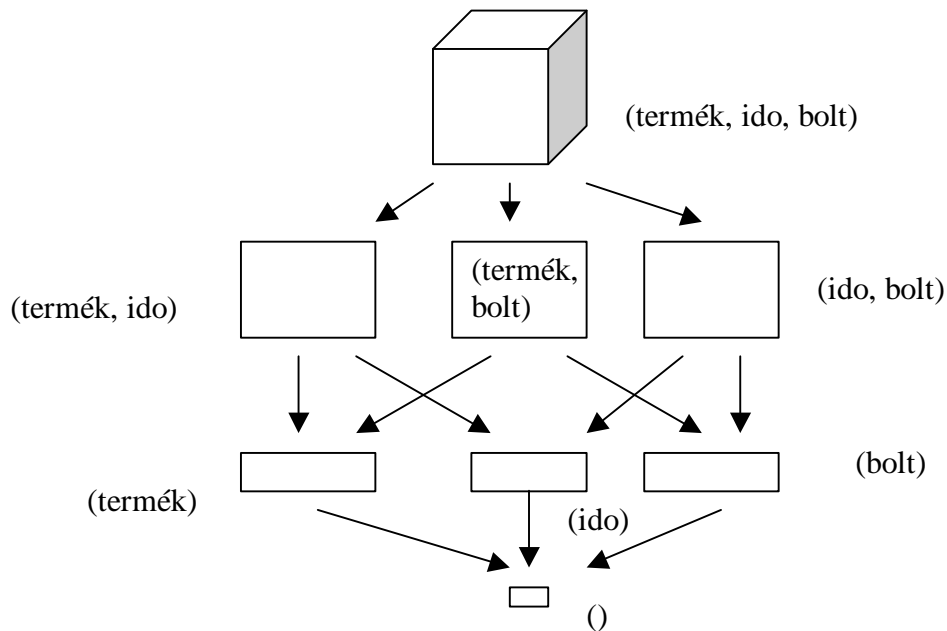 (termék, ido, bolt)
(termék, ido)
(termék,
bolt)
(ido, bolt)
(termék)
(ido)
(bolt)
()